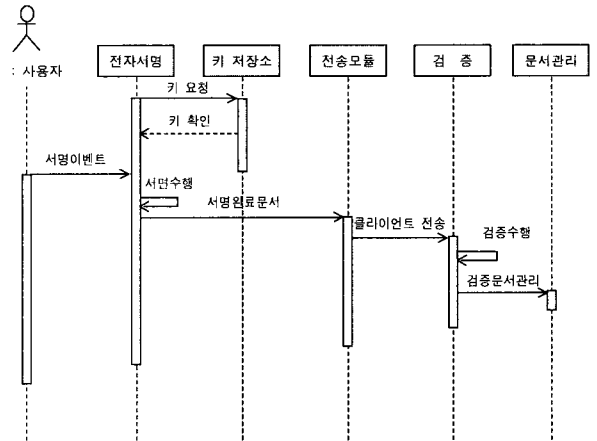 : 사용자
전자서명
키 저장소
전송모듈
검 증
문서관리
키 요청
키 확인
서명이벤트
서명수행
서명완료문서
클라이언트 전송
검증수행
검증문서관리